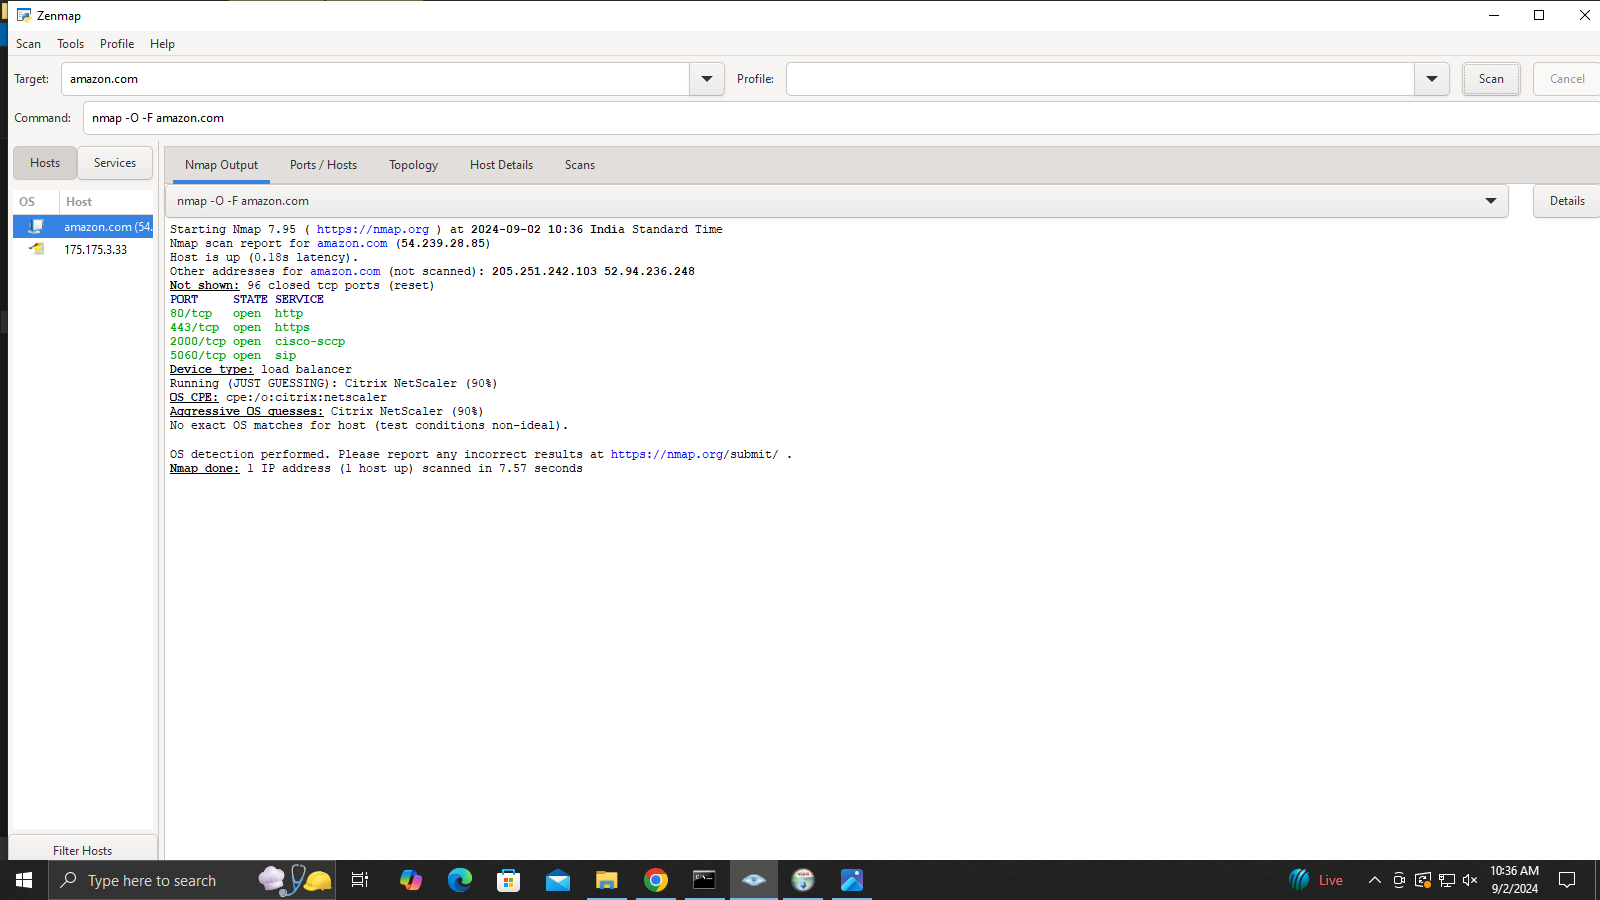 Zenmap
Scan Tools Profile Help
Target: amazon.com Profile: Scan Cancel
Command: nmap -O -F amazon.com
Hosts Services
OS Host
amazon.com (54.
175.175.3.33
Filter Hosts
Nmap Output Ports / Hosts Topology Host Details Scans
nmap -O -F amazon.com Details
Starting Nmap 7.95 ( https://nmap.org ) at 2024-09-02 10:36 India Standard Time
Nmap scan report for amazon.com (54.239.28.85)
Host is up (0.18s latency).
Other addresses for amazon.com (not scanned): 205.251.242.103 52.94.236.248
Not shown: 96 closed tcp ports (reset)
PORT STATE SERVICE
80/tcp open http
443/tcp open https
2000/tcp open cisco-sccp
5060/tcp open sip
Device type: load balancer
Running (JUST GUESSING): Citrix NetScaler (90%)
OS CPE: cpe:/o:citrix:netscaler
Aggressive OS guesses: Citrix NetScaler (90%)
No exact OS matches for host (test conditions non-ideal).
OS detection performed. Please report any incorrect results at https://nmap.org/submit/ .
Nmap done: 1 IP address (1 host up) scanned in 7.57 seconds
Type here to search
Live
10:36 AM
9/2/2024